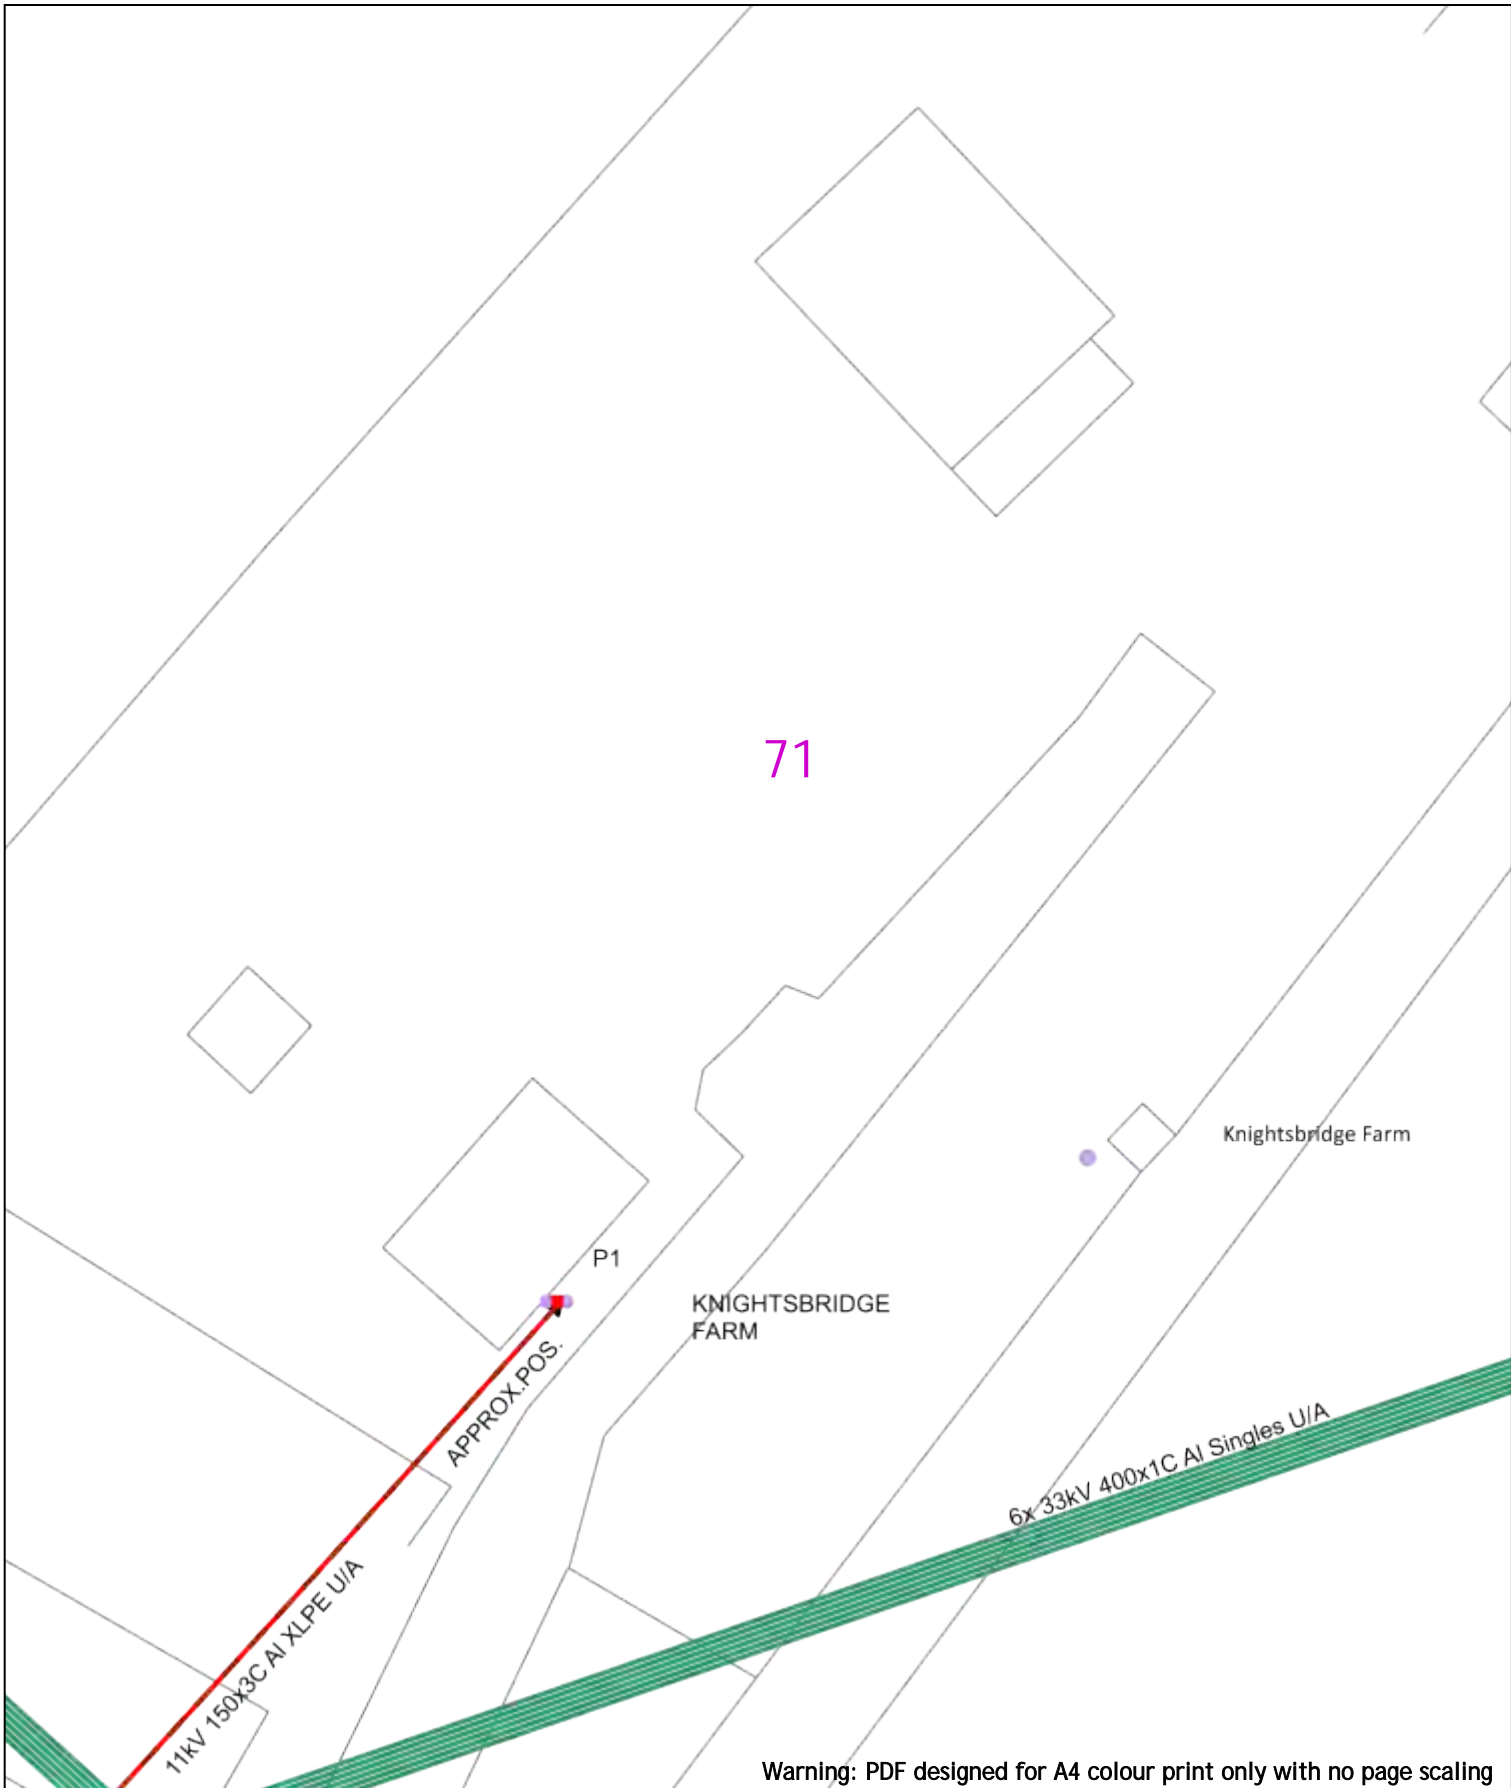 71
Knightsbridge Farm
P1
KNIGHTSBRIDGE
FARM
APPROX.POS.
6x 33kV 400x1C Al Singles U/A
11kV 150x3C Al XLPE U/A
Warning: PDF designed for A4 colour print only with no page scaling